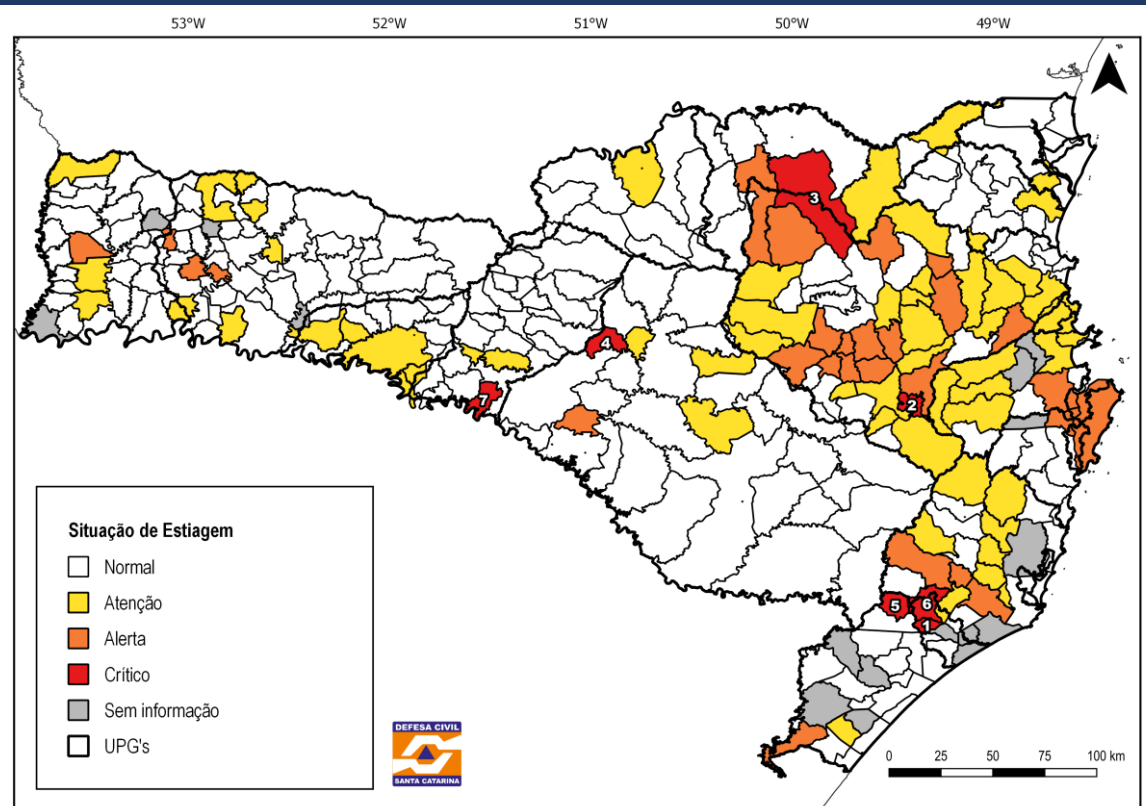 53°W 52°W 51°W 50°W 49°W
3
4
7
2
5 6
1
Situação de Estiagem
Normal
Atenção
Alerta
Crítico
Sem informação
UPG's
DEFESA CIVIL
SANTA CATARINA
0 25 50 75 100 km